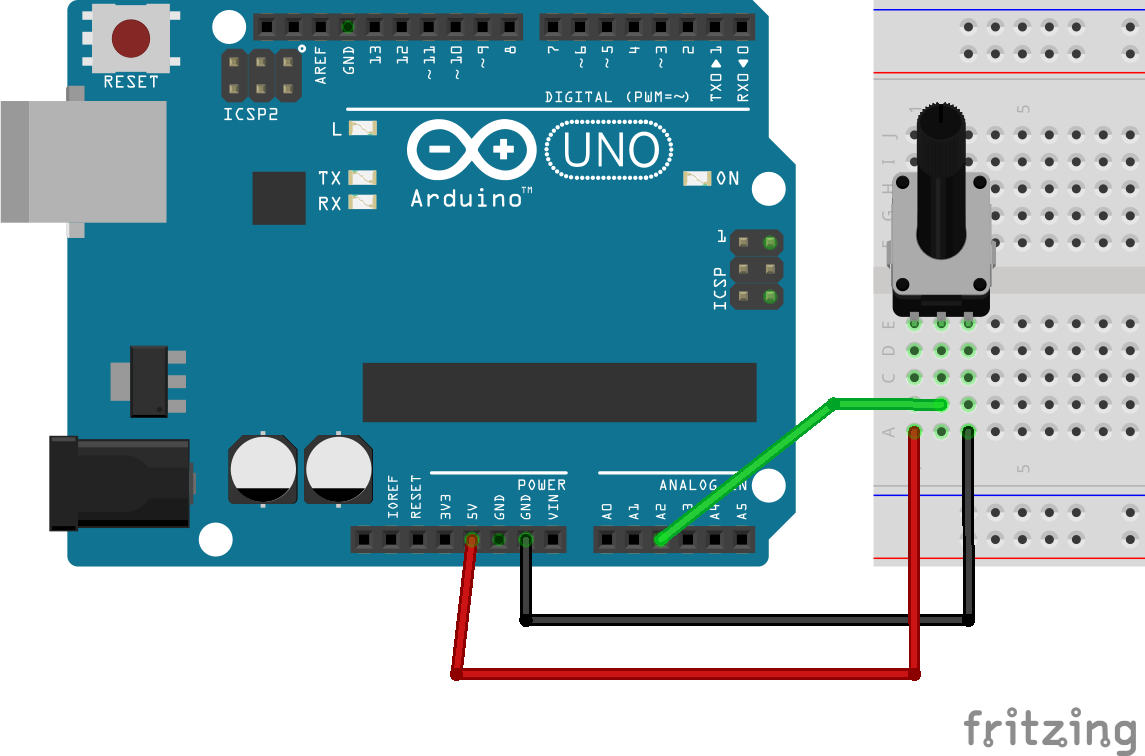 RESET
ICSP2
AREF
GND
13
12
~11
~10
~9
8
7
~6
~5
4
~3
2
TX0▶1
RX0◀0
DIGITAL (PWM=~)
L
TX
RX
Arduino™
UNO
ON
1
ICSP
IOREF
RESET
3V3
5V
GND
GND
VIN
POWER
A0
A1
A2
A4
A5
ANALOG IN
1
5
J
I
H
G
E
D
C
A
5
fritzing